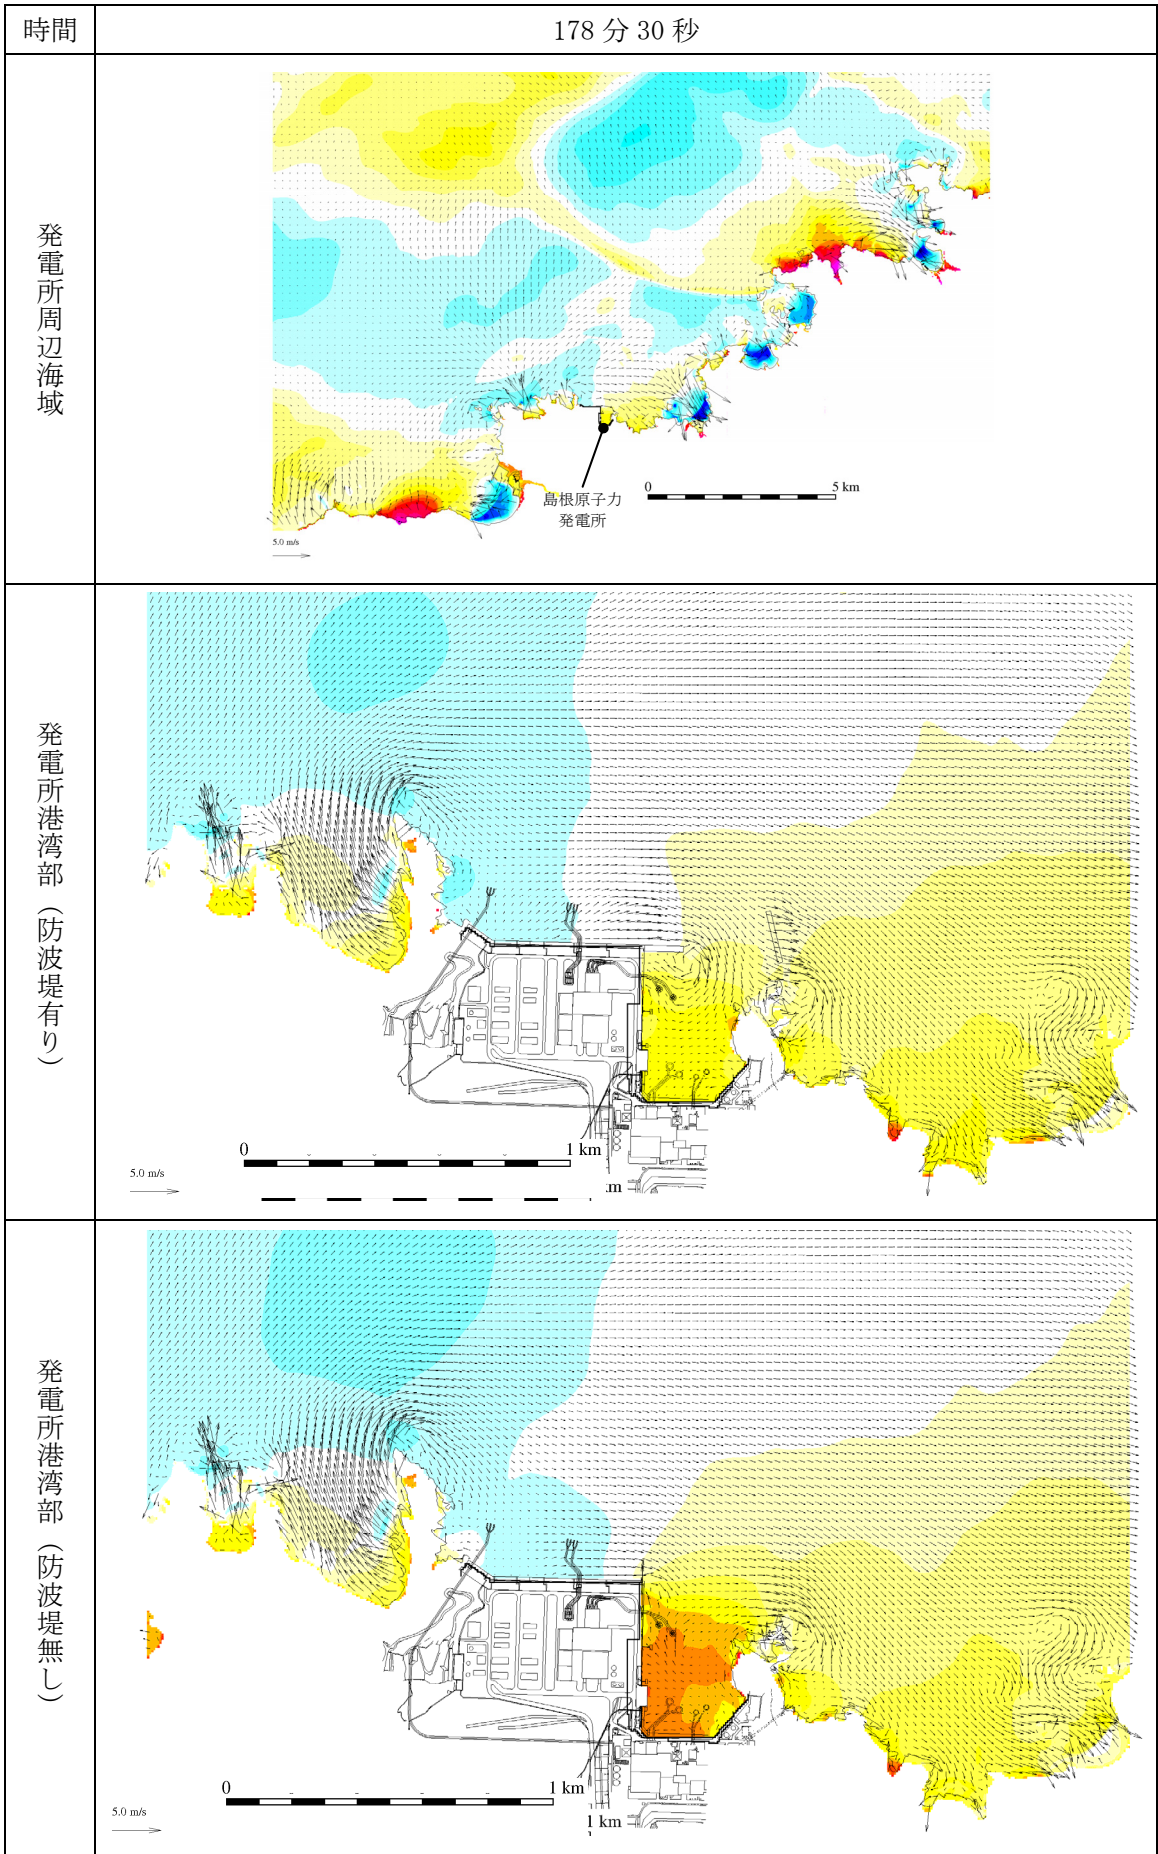 時間
178 分 30 秒
発電所周辺海域
島根原子力
発電所
0
5 km
5.0 m/s
発電所港湾部（防波堤有り）
0
1 km
5.0 m/s
発電所港湾部（防波堤無し）
0
1 km
5.0 m/s
1 km